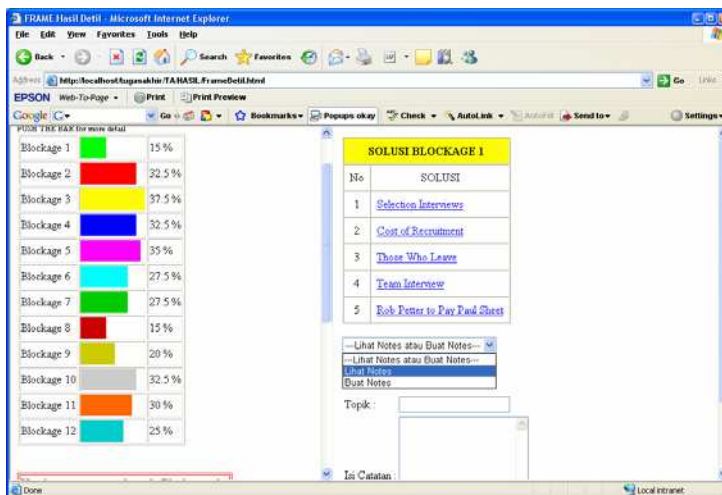 FRAME Hasil Detil - Microsoft Internet Explorer
File Edit View Favorites Tools Help
Back Search Favorites
Address http://localhost/tugasakhir/TA/HASIL/FrameDetil.html Go Links
EPSON Web-To-Page Print Print Preview
Google G Go Bookmarks Popups okay Check AutoLink AutoFill Send to Settings
PUSH THE BAR for more detail
Blockage 1 15 %
Blockage 2 32.5 %
Blockage 3 37.5 %
Blockage 4 32.5 %
Blockage 5 35 %
Blockage 6 27.5 %
Blockage 7 27.5 %
Blockage 8 15 %
Blockage 9 20 %
Blockage 10 32.5 %
Blockage 11 30 %
Blockage 12 25 %
SOLUSI BLOCKAGE 1
No SOLUSI
1 Selection Interviews
2 Cost of Recruitment
3 Those Who Leave
4 Team Interview
5 Rob Petter to Pay Paul Sheet
---Lihat Notes atau Buat Notes---
---Lihat Notes atau Buat Notes---
Lihat Notes
Buat Notes
Topik :
Isi Catatan :
Done Local intranet